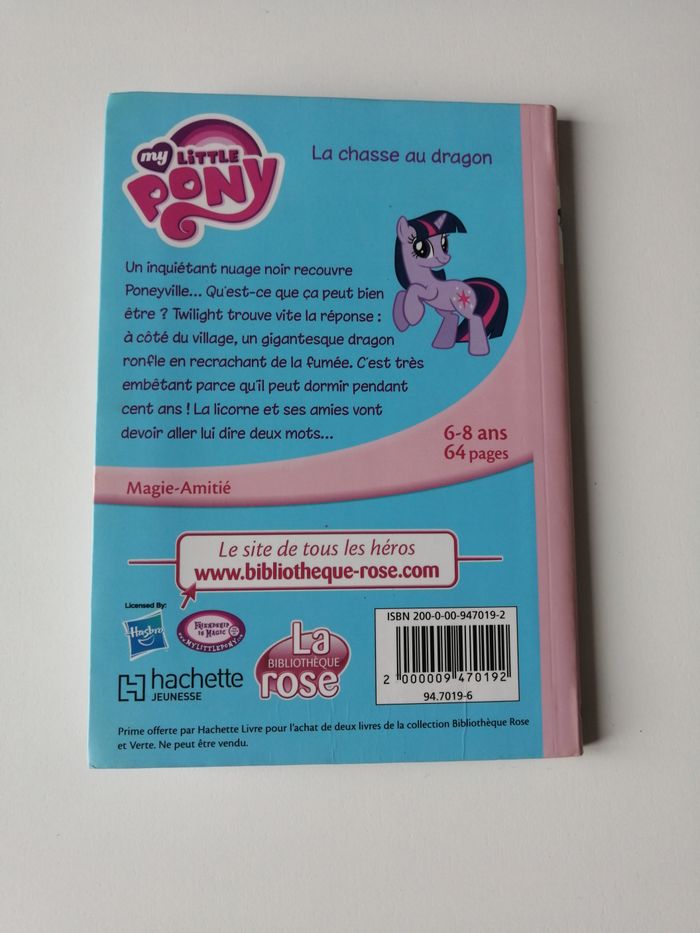 my LITTLE PONY
La chasse au dragon
Un inquiétant nuage noir recouvre
Poneyville... Qu'est-ce que ça peut bien
être ? Twilight trouve vite la réponse :
à côté du village, un gigantesque dragon
ronfle en recrachant de la fumée. C'est très
embêtant parce qu'il peut dormir pendant
cent ans ! La licorne et ses amies vont
devoir aller lui dire deux mots...
6-8 ans
64 pages
Magie-Amitié
Le site de tous les héros
www.bibliotheque-rose.com
Licensed By:
Hasbro
FRIENDSHIP
IS MAGIC
WWW.MYLITTLEPONY.COM
hachette
JEUNESSE
La
BIBLIOTHÈQUE
rose
ISBN 200-0-00-947019-2
2 000009 470192
94.7019-6
Prime offerte par Hachette Livre pour l'achat de deux livres de la collection Bibliothèque Rose
et Verte. Ne peut être vendu.